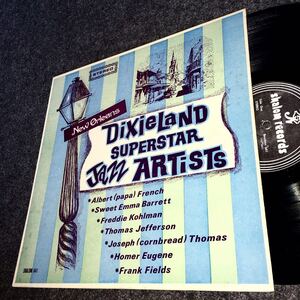 STEREO
New Orleans
DIXIELAND
SUPERSTAR
JAZZ ARTISTS
•Albert (papa) French
•Sweet Emma Barrett
•Freddie Kohlman
•Thomas Jefferson
•Joseph (cornbread) Thomas
•Homer Eugene
•Frank Fields
shalom records